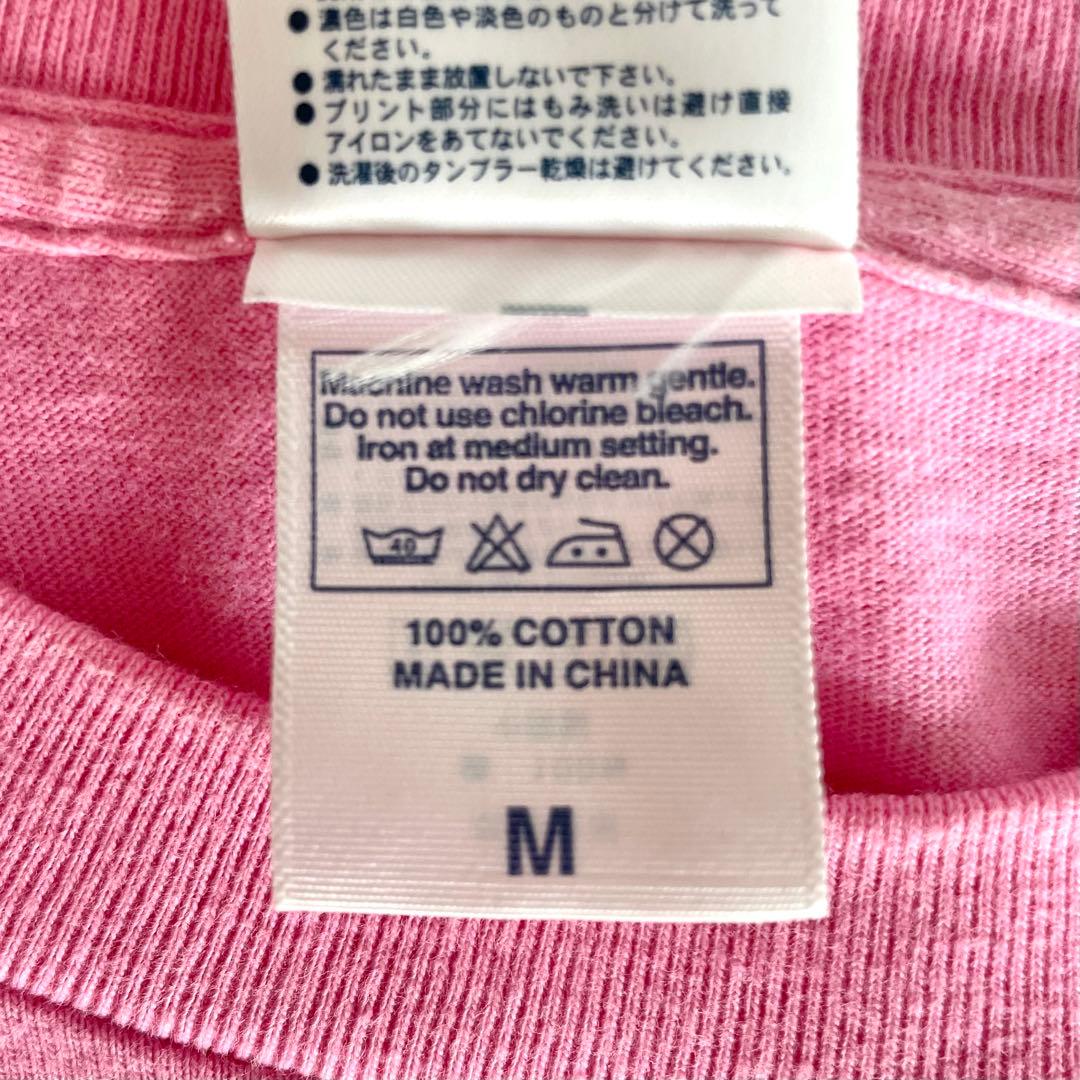 ● 濃色は白色や淡色のものと分けて洗って
ください。
● 濡れたまま放置しないで下さい。
● プリント部分にはもみ洗いは避け直接
アイロンをあてないでください。
● 洗濯後のタンブラー乾燥は避けてください。
Machine wash warm gentle.
Do not use chlorine bleach.
Iron at medium setting.
Do not dry clean.
40
100% COTTON
MADE IN CHINA
M